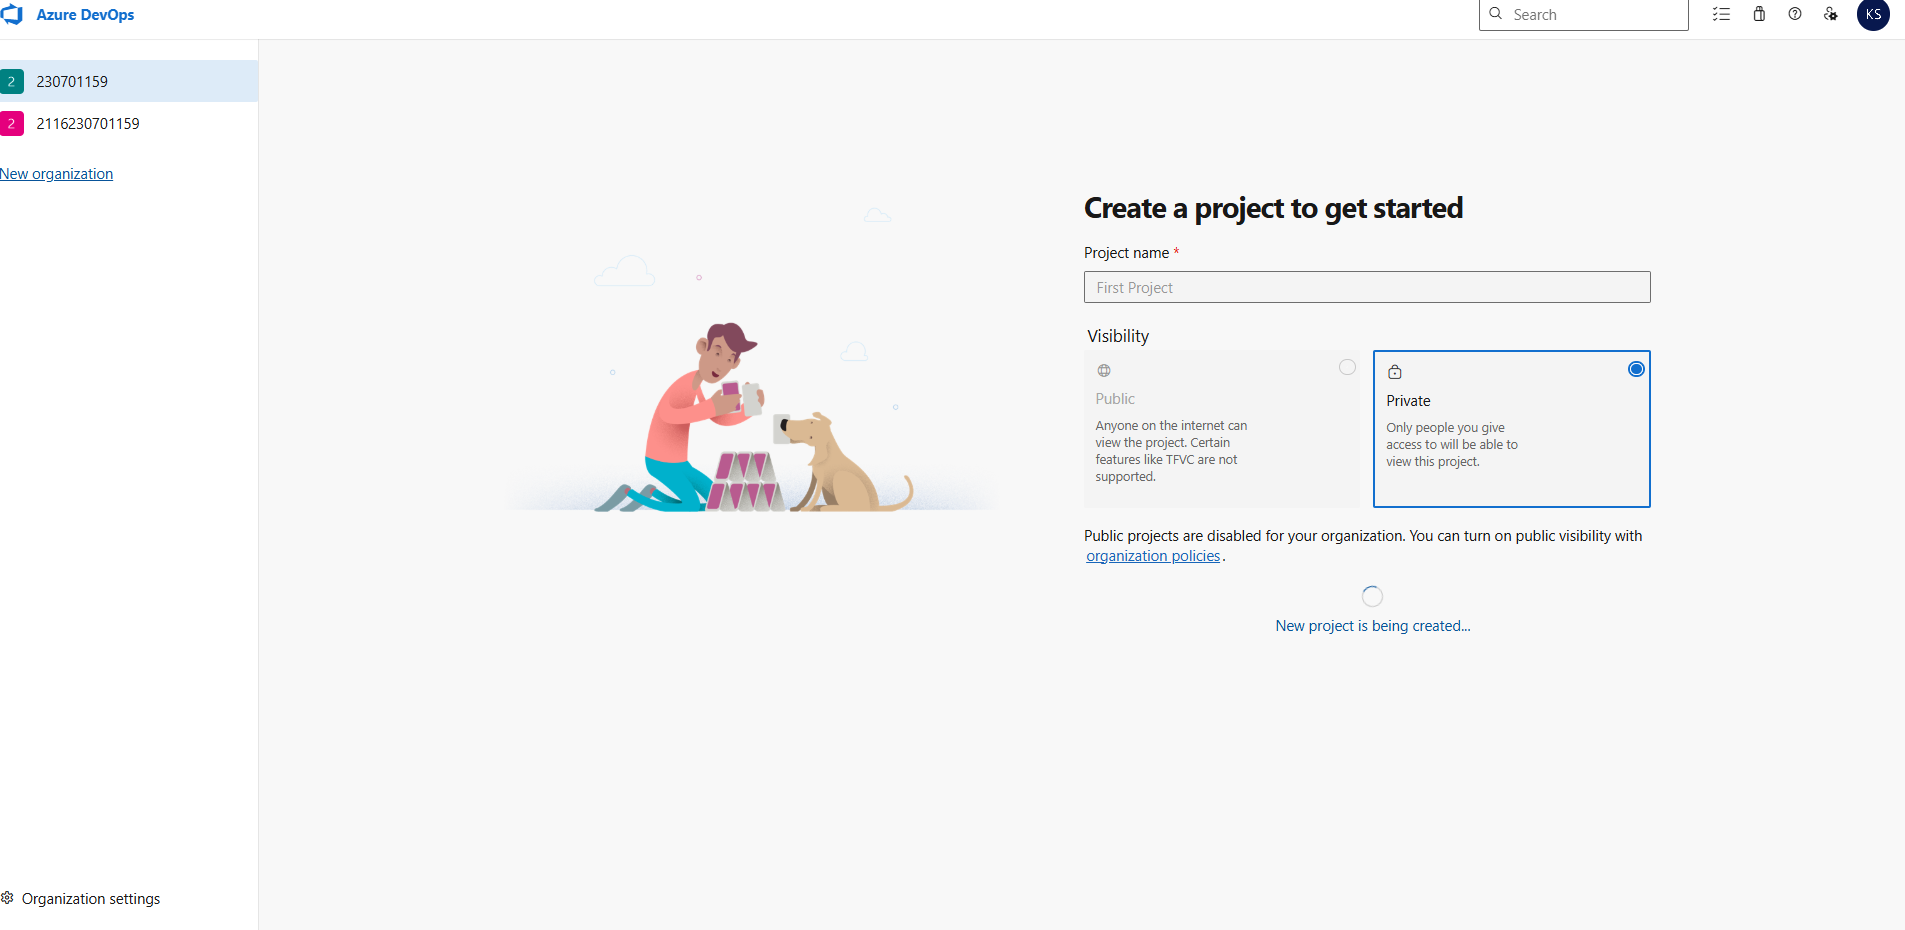 Azure DevOps
Search
KS
2 230701159
2 2116230701159
New organization
Create a project to get started
Project name *
First Project
Visibility
Public
Anyone on the internet can
view the project. Certain
features like TFVC are not
supported.
Private
Only people you give
access to will be able to
view this project.
Public projects are disabled for your organization. You can turn on public visibility with
organization policies.
New project is being created...
Organization settings